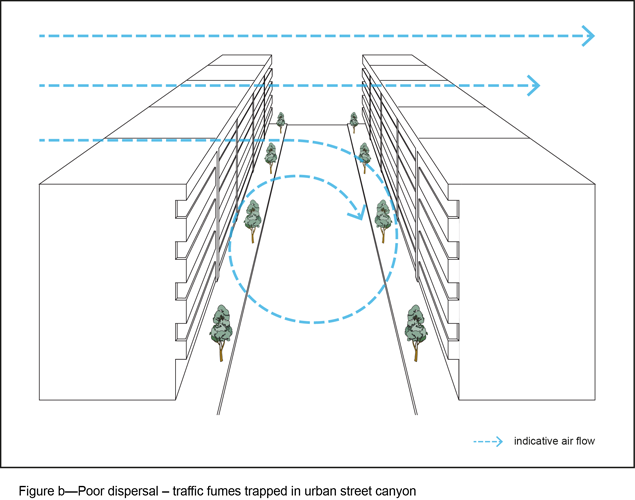 indicative air flow
Figure b—Poor dispersal – traffic fumes trapped in urban street canyon